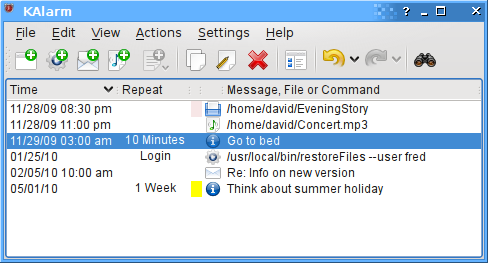 KAlarm
File Edit View Actions Settings Help
Time Repeat Message, File or Command
11/28/09 08:30 pm /home/david/EveningStory
11/28/09 11:00 pm /home/david/Concert.mp3
11/29/09 03:00 am 10 Minutes Go to bed
01/25/10 Login /usr/local/bin/restoreFiles --user fred
02/05/10 10:00 am Re: Info on new version
05/01/10 1 Week Think about summer holiday